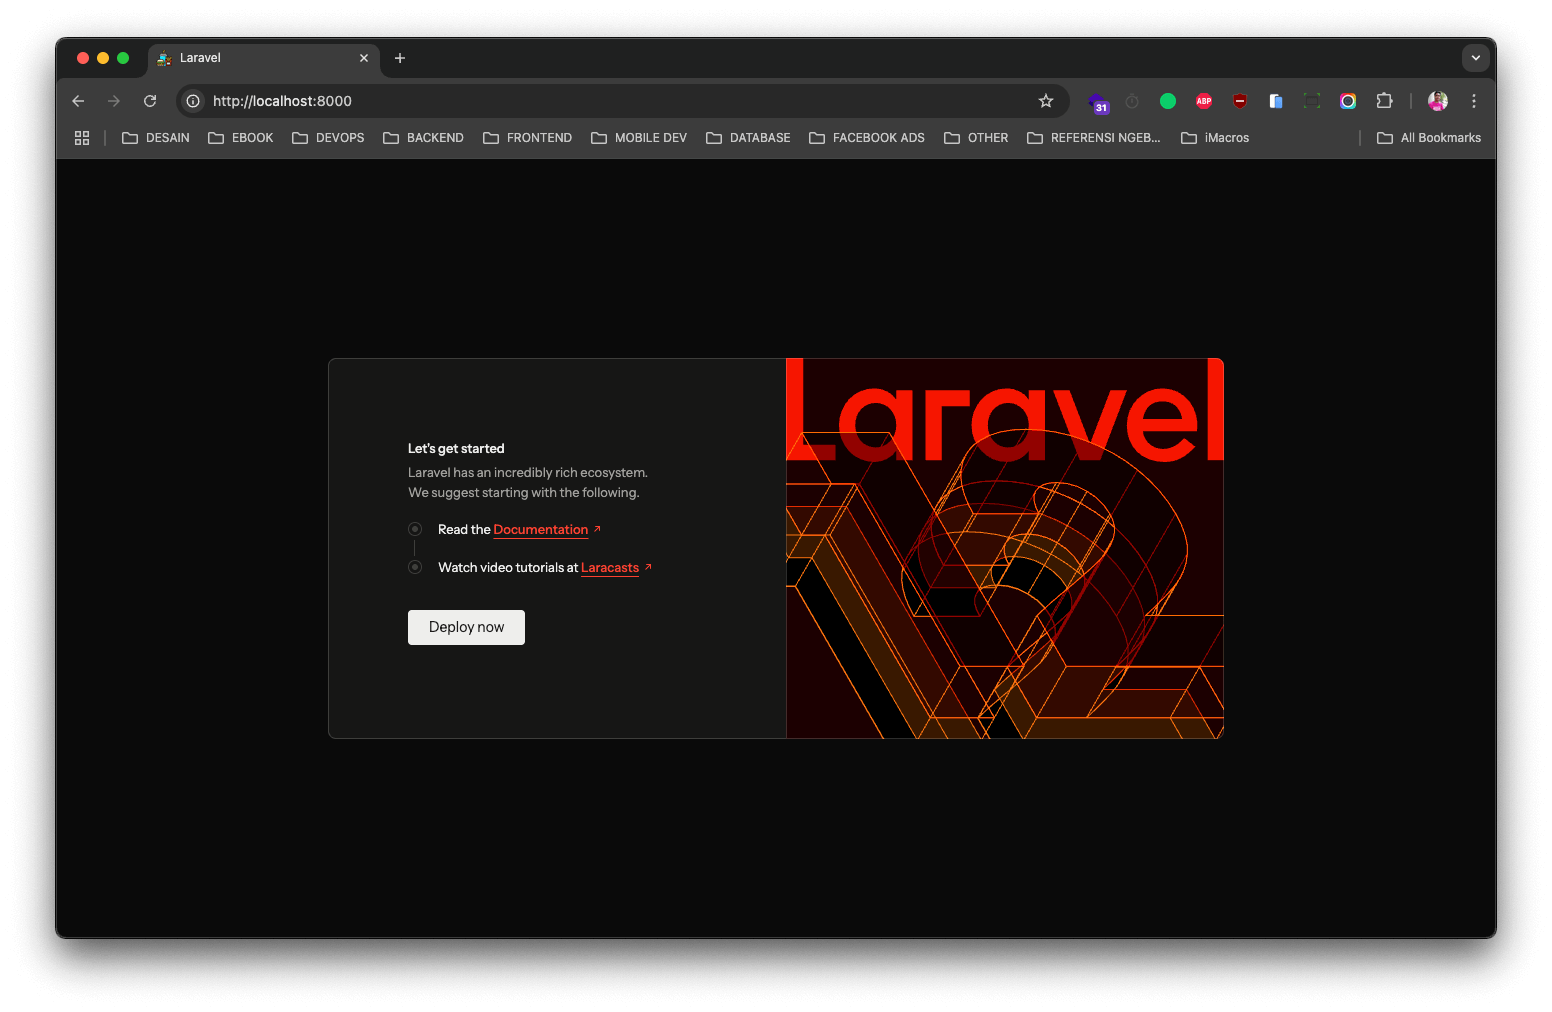 Laravel
http://localhost:8000
ABP
31
DESAIN
EBOOK
DEVOPS
BACKEND
FRONTEND
MOBILE DEV
DATABASE
FACEBOOK ADS
OTHER
REFERENSI NGEB...
iMacros
All Bookmarks
Laravel
Let's get started
Laravel has an incredibly rich ecosystem.
We suggest starting with the following.
Read the Documentation
Watch video tutorials at Laracasts
Deploy now